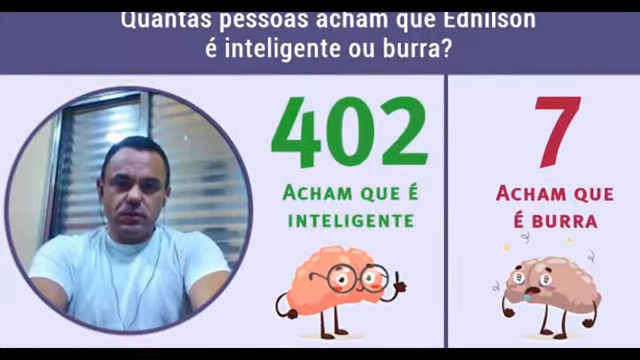 Quantas pessoas acham que Ednilson
é inteligente ou burra?
402
Acham que é
inteligente
7
Acham que
é burra